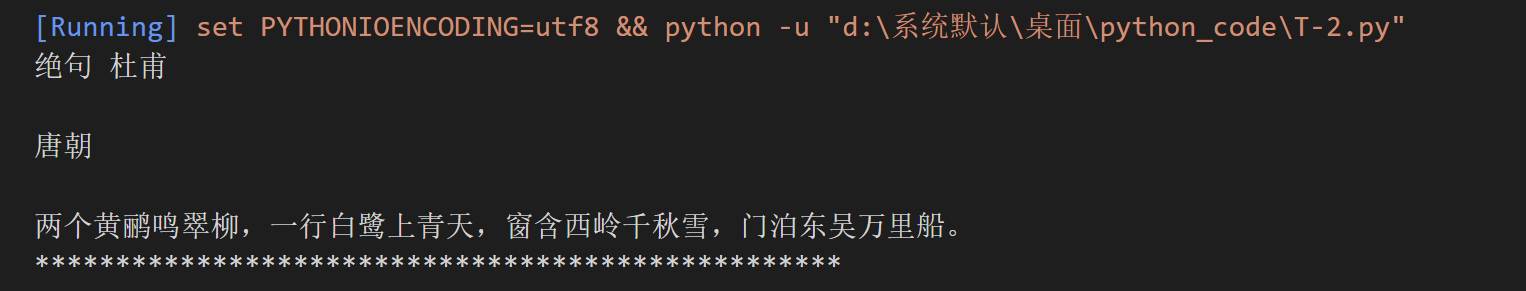 [Running] set PYTHONIOENCODING=utf8 && python -u "d:\系统默认\桌面\python_code\T-2.py"
绝句 杜甫
唐朝
两个黄鹂鸣翠柳，一行白鹭上青天，窗含西岭千秋雪，门泊东吴万里船。
**************************************************